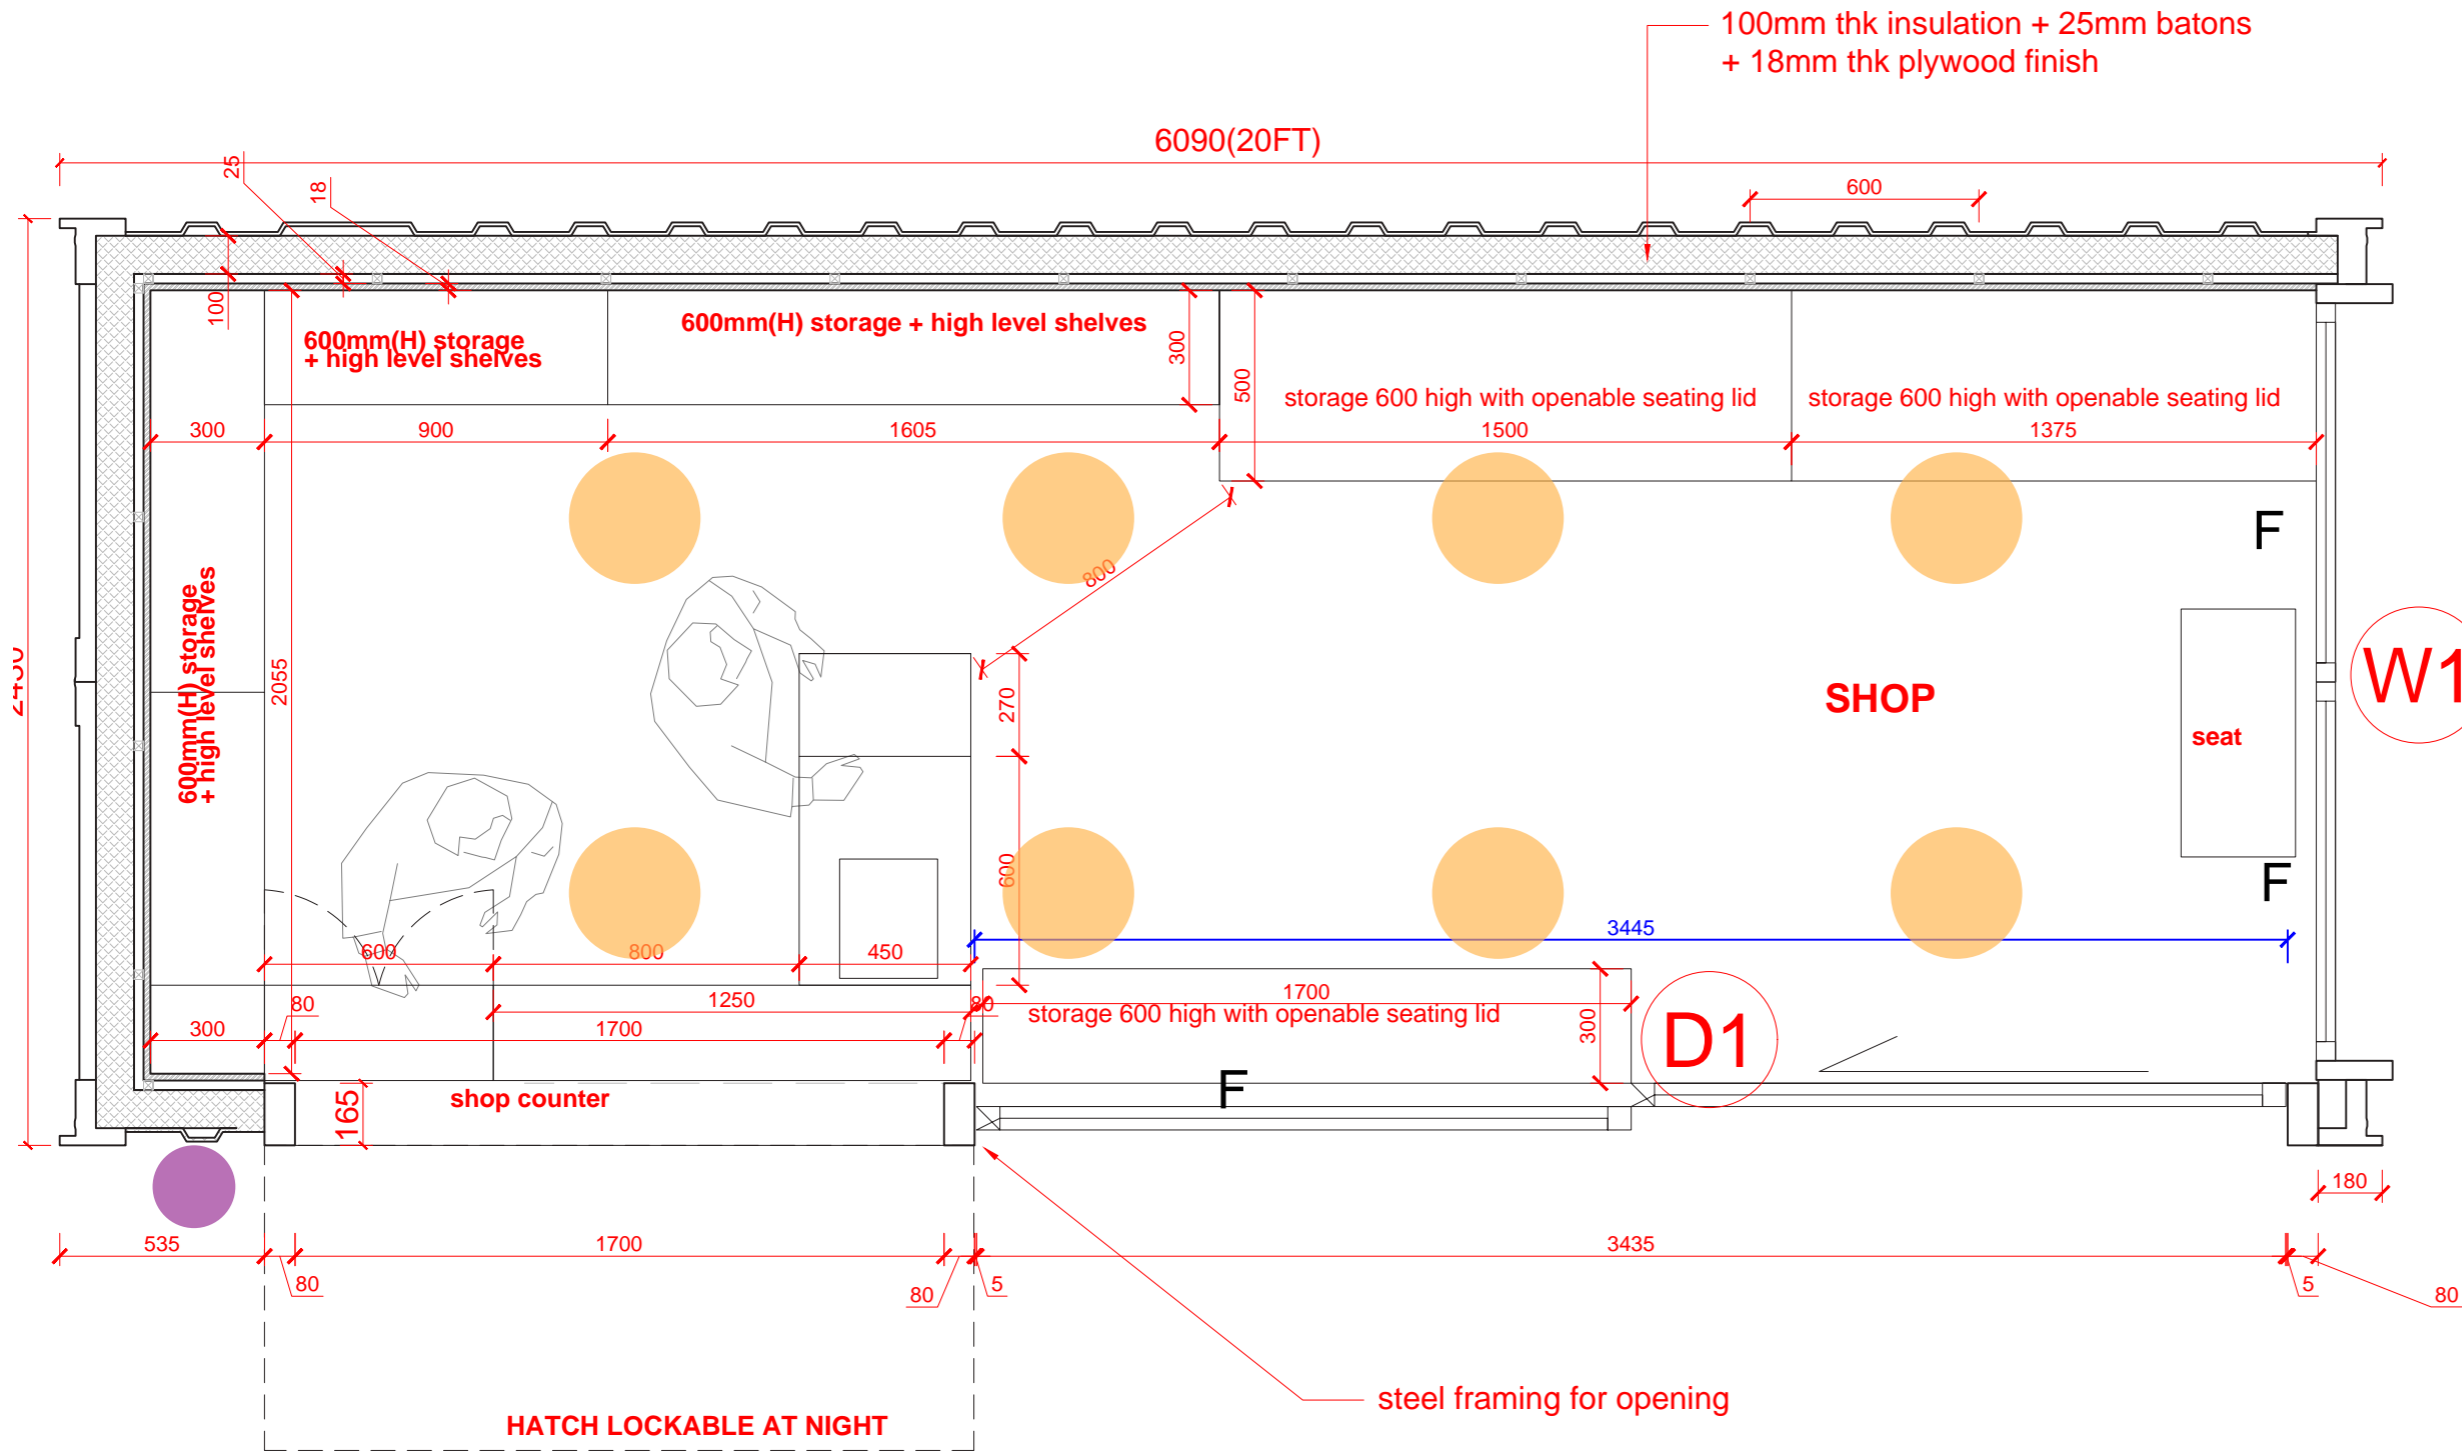 100mm thk insulation + 25mm batons
+ 18mm thk plywood finish
6090(20FT)
25
18
600
100
600mm(H) storage
+ high level shelves
600mm(H) storage + high level shelves
300
500
storage 600 high with openable seating lid
storage 600 high with openable seating lid
300
900
1605
1500
1375
F
800
600mm(H) storage
+ high level shelves
2055
270
SHOP
W1
seat
600
F
3445
600
800
450
80
1250
80
1700
storage 600 high with openable seating lid
300
D1
300
1700
165
shop counter
F
180
535
1700
3435
80
80
5
5
80
steel framing for opening
HATCH LOCKABLE AT NIGHT